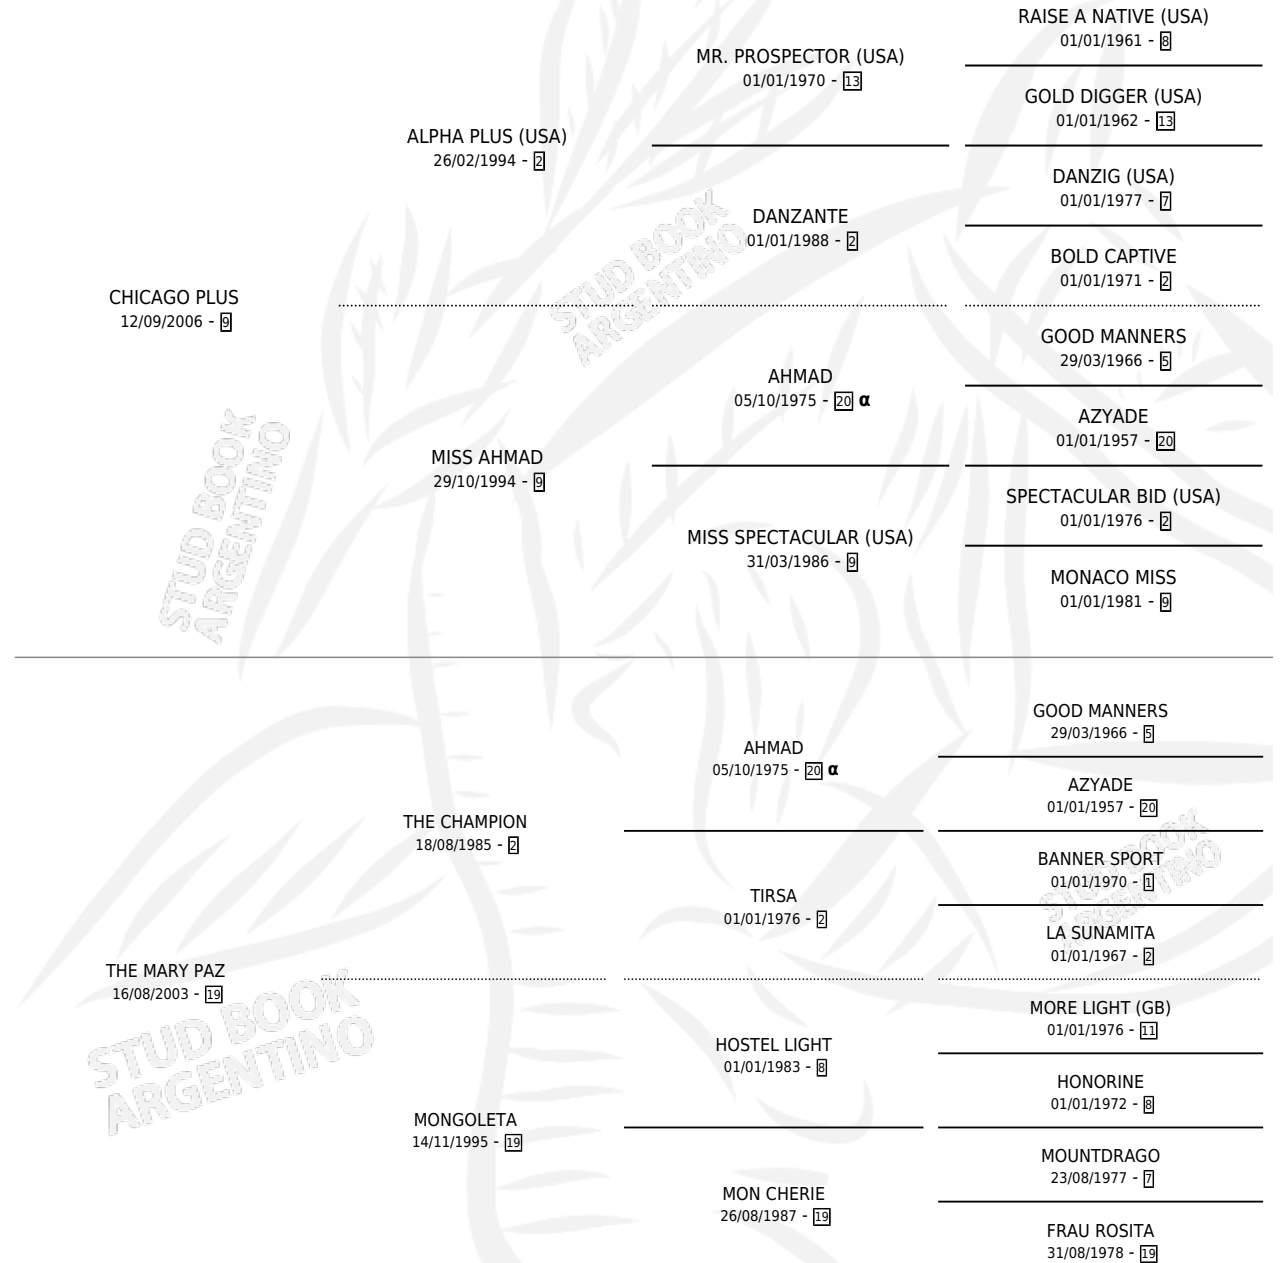 RAISE A NATIVE (USA)
01/01/1961 - 8
MR. PROSPECTOR (USA)
01/01/1970 - 13
GOLD DIGGER (USA)
01/01/1962 - 13
ALPHA PLUS (USA)
26/02/1994 - 2
DANZIG (USA)
01/01/1977 - 7
DANZANTE
01/01/1988 - 2
BOLD CAPTIVE
01/01/1971 - 2
CHICAGO PLUS
12/09/2006 - 9
GOOD MANNERS
29/03/1966 - 5
AHMAD
05/10/1975 - 20 α
AZYADE
01/01/1957 - 20
MISS AHMAD
29/10/1994 - 9
SPECTACULAR BID (USA)
01/01/1976 - 2
MISS SPECTACULAR (USA)
31/03/1986 - 9
MONACO MISS
01/01/1981 - 9
GOOD MANNERS
29/03/1966 - 5
AHMAD
05/10/1975 - 20 α
AZYADE
01/01/1957 - 20
THE CHAMPION
18/08/1985 - 2
BANNER SPORT
01/01/1970 - 1
TIRSA
01/01/1976 - 2
LA SUNAMITA
01/01/1967 - 2
THE MARY PAZ
16/08/2003 - 19
MORE LIGHT (GB)
01/01/1976 - 11
HOSTEL LIGHT
01/01/1983 - 8
HONORINE
01/01/1972 - 8
MONGOLETA
14/11/1995 - 19
MOUNTDRAGO
23/08/1977 - 7
MON CHERIE
26/08/1987 - 19
FRAU ROSITA
31/08/1978 - 19
STUD BOOK
ARGENTINO
STUD BOOK
ARGENTINO
STUD BOOK
ARGENTINO
STUD BOOK
ARGENTINO